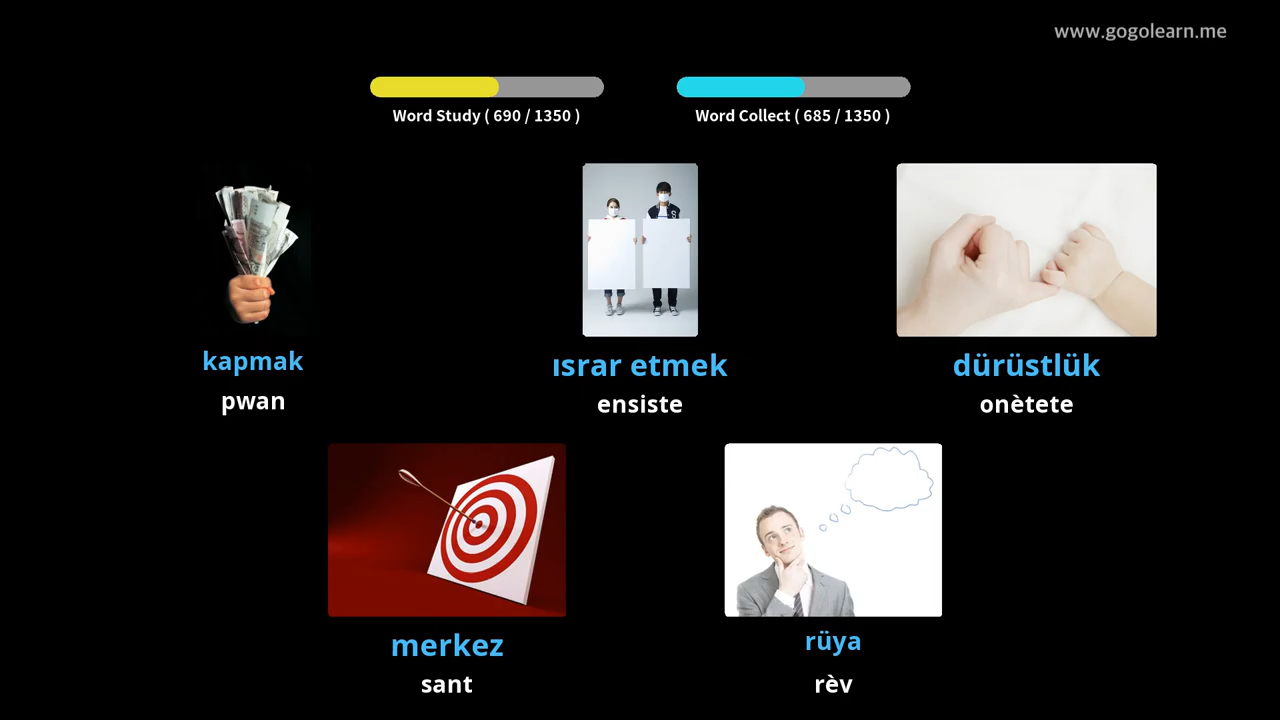 www.gogolearn.me
Word Study ( 690 / 1350 )
Word Collect ( 685 / 1350 )
kapmak
pwan
ısrar etmek
ensiste
dürüstlük
onètete
merkez
sant
rüya
rèv